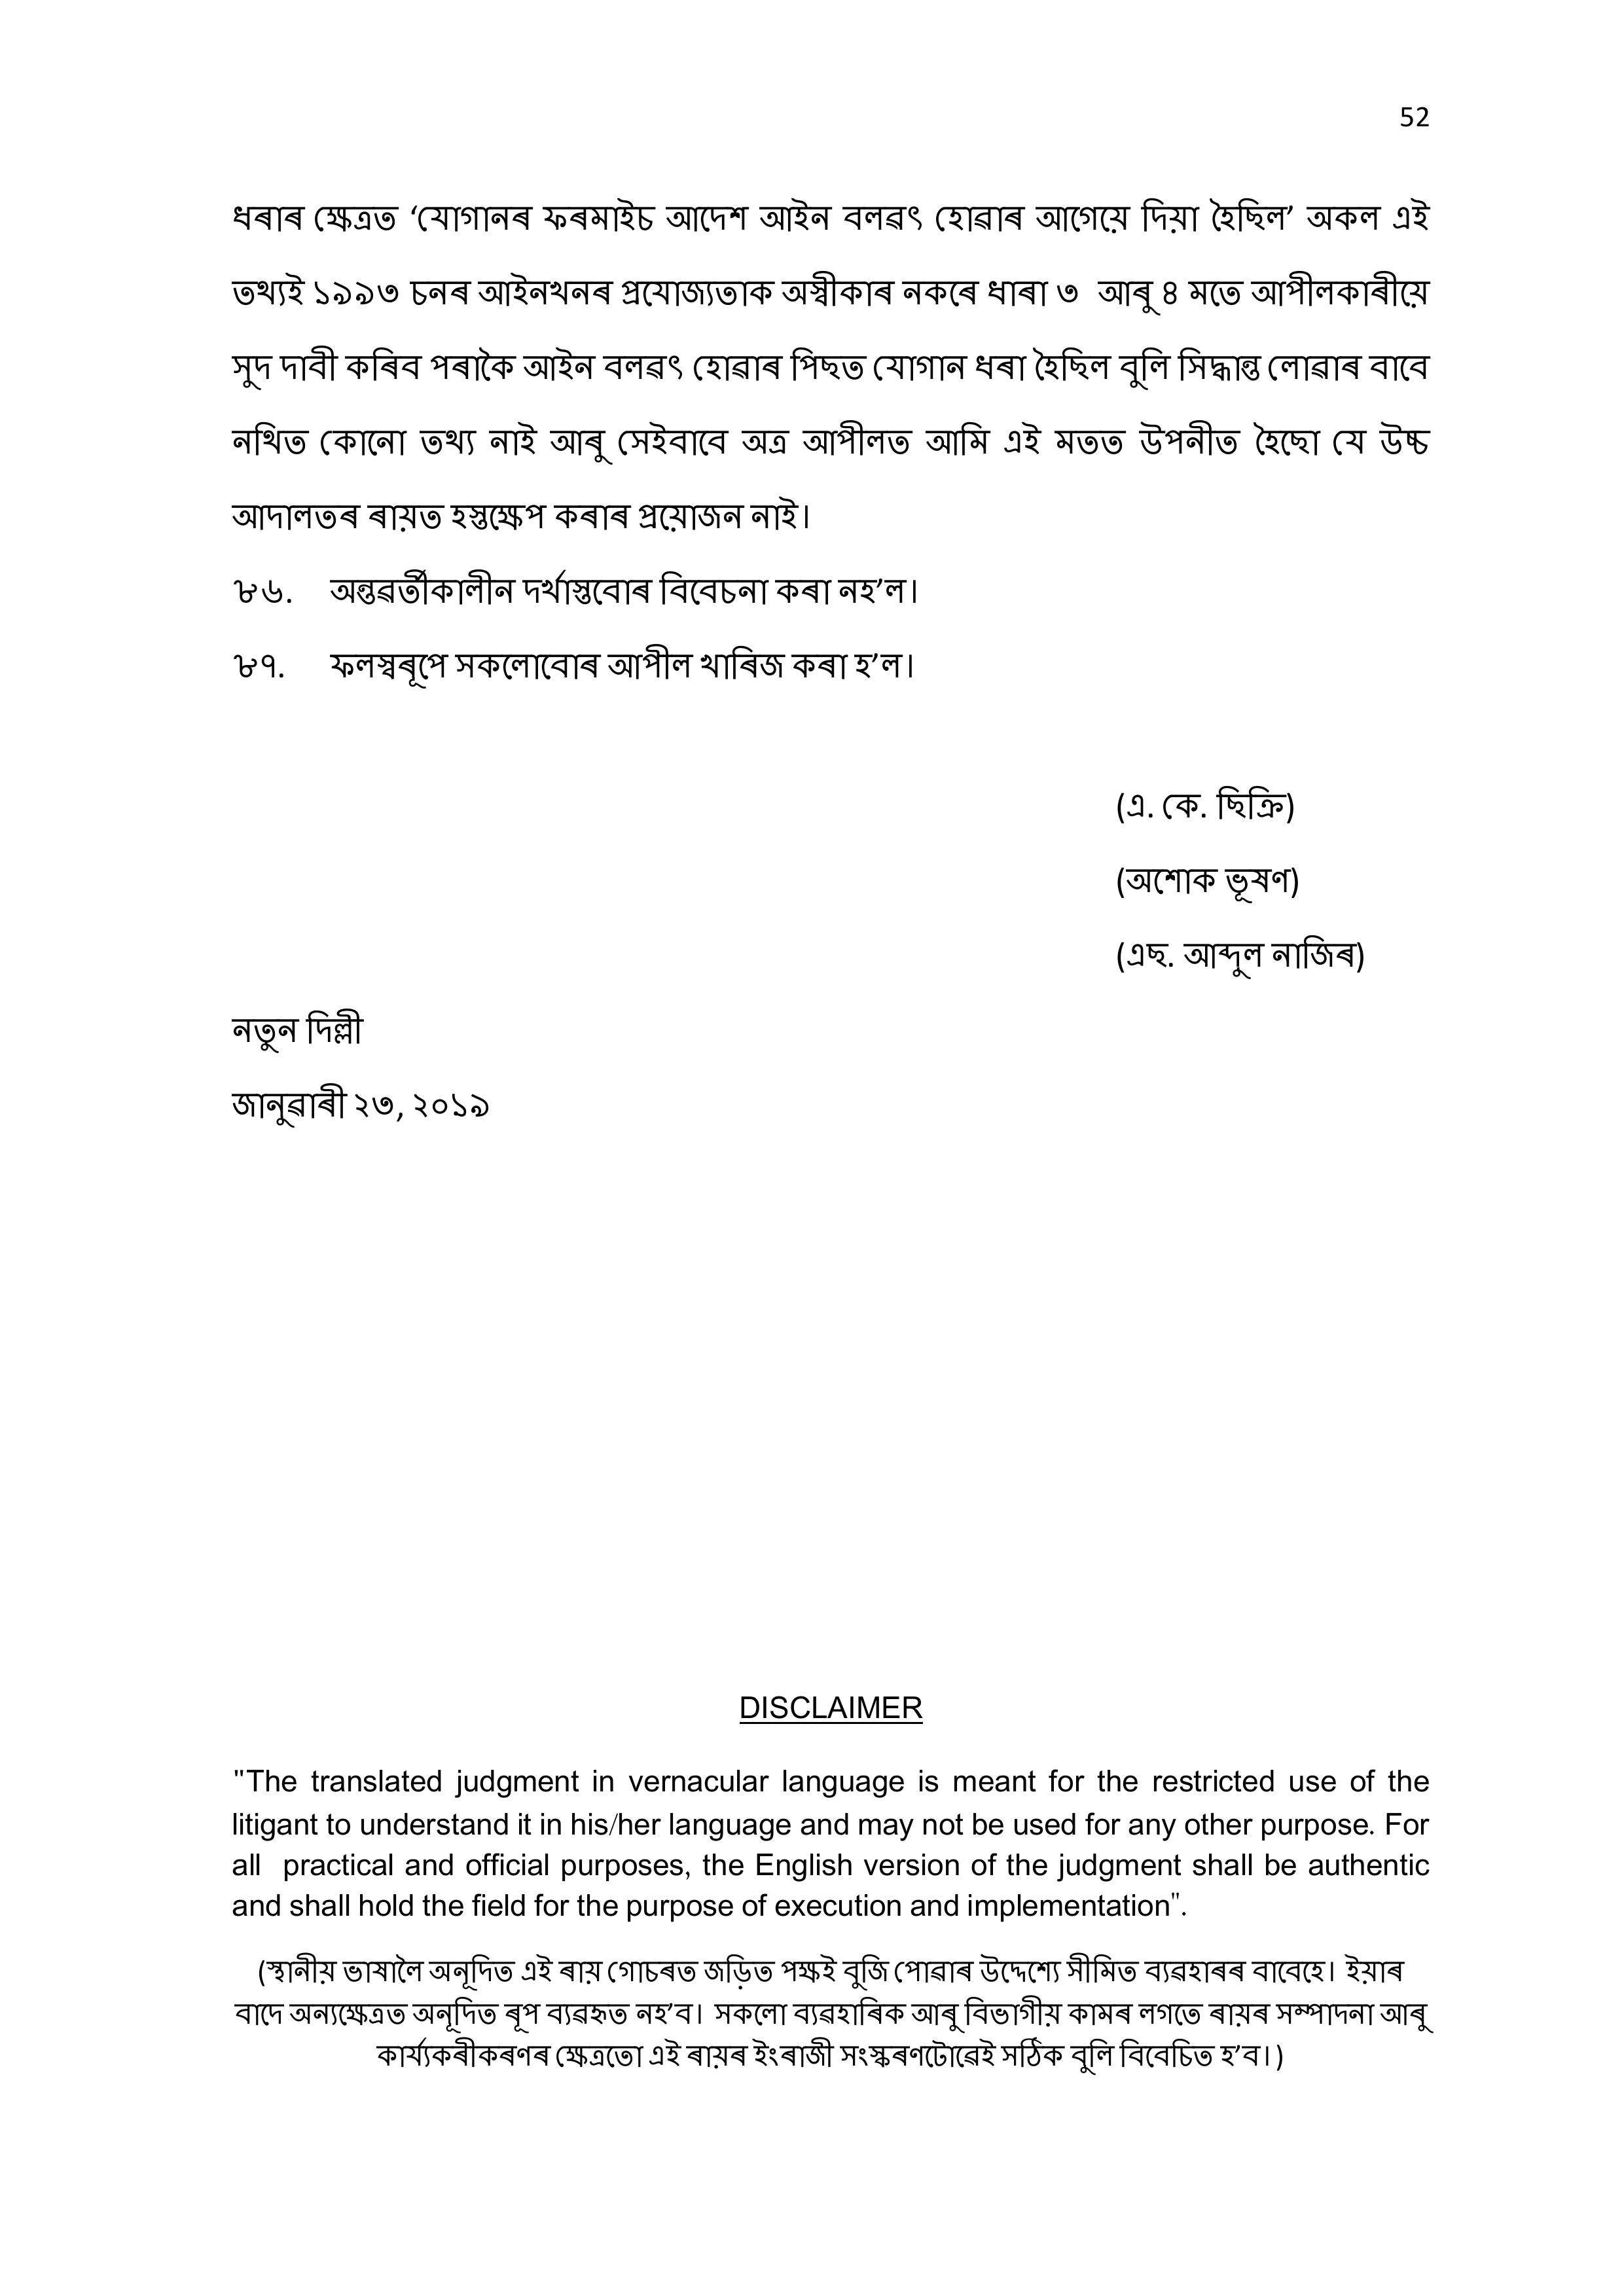 52
ধৰাৰ ক্ষেত্ৰত ‘যোগানৰ ফৰমাইচ আদেশ আইন বলৱৎ হোৱাৰ আগেয়ে দিয়া হৈছিল’ অকল এই
তথ্যই ১৯৯৩ চনৰ আইনখনৰ প্ৰযোজ্যতাক অস্বীকাৰ নকৰে ধাৰা ৩ আৰু ৪ মতে আপীলকাৰীয়ে
সুদ দাবী কৰিব পৰাকৈ আইন বলৱৎ হোৱাৰ পিছত যোগান ধৰা হৈছিল বুলি সিদ্ধান্ত লোৱাৰ বাবে
নথিত কোনো তথ্য নাই আৰু সেইবাবে অত্ৰ আপীলত আমি এই মতত উপনীত হৈছো যে উচ্চ
আদালতৰ ৰায়ত হস্তক্ষেপ কৰাৰ প্ৰয়োজন নাই।
৮৬. অন্তৱৰ্তীকালীন দৰ্খাস্তবোৰ বিবেচনা কৰা নহ’ল।
৮৭. ফলস্বৰূপে সকলোবোৰ আপীল খাৰিজ কৰা হ’ল।
(এ. কে. ছিক্ৰি)
(অশোক ভূষণ)
(এছ. আব্দুল নাজিৰ)
নতুন দিল্লী
জানুৱাৰী ২৩, ২০১৯
DISCLAIMER
"The translated judgment in vernacular language is meant for the restricted use of the
litigant to understand it in his/her language and may not be used for any other purpose. For
all practical and official purposes, the English version of the judgment shall be authentic
and shall hold the field for the purpose of execution and implementation".
(স্থানীয় ভাষালৈ অনূদিত এই ৰায় গোচৰত জড়িত পক্ষই বুজি পোৱাৰ উদ্দেশ্যে সীমিত ব্যৱহাৰৰ বাবেহে। ইয়াৰ
বাদে অন্যক্ষেত্ৰত অনূদিত ৰূপ ব্যৱহৃত নহ’ব। সকলো ব্যৱহাৰিক আৰু বিভাগীয় কামৰ লগতে ৰায়ৰ সম্পাদনা আৰু
কাৰ্য্যকৰীকৰণৰ ক্ষেত্ৰতো এই ৰায়ৰ ইংৰাজী সংস্কৰণটোৱেই সঠিক বুলি বিবেচিত হ’ব।)